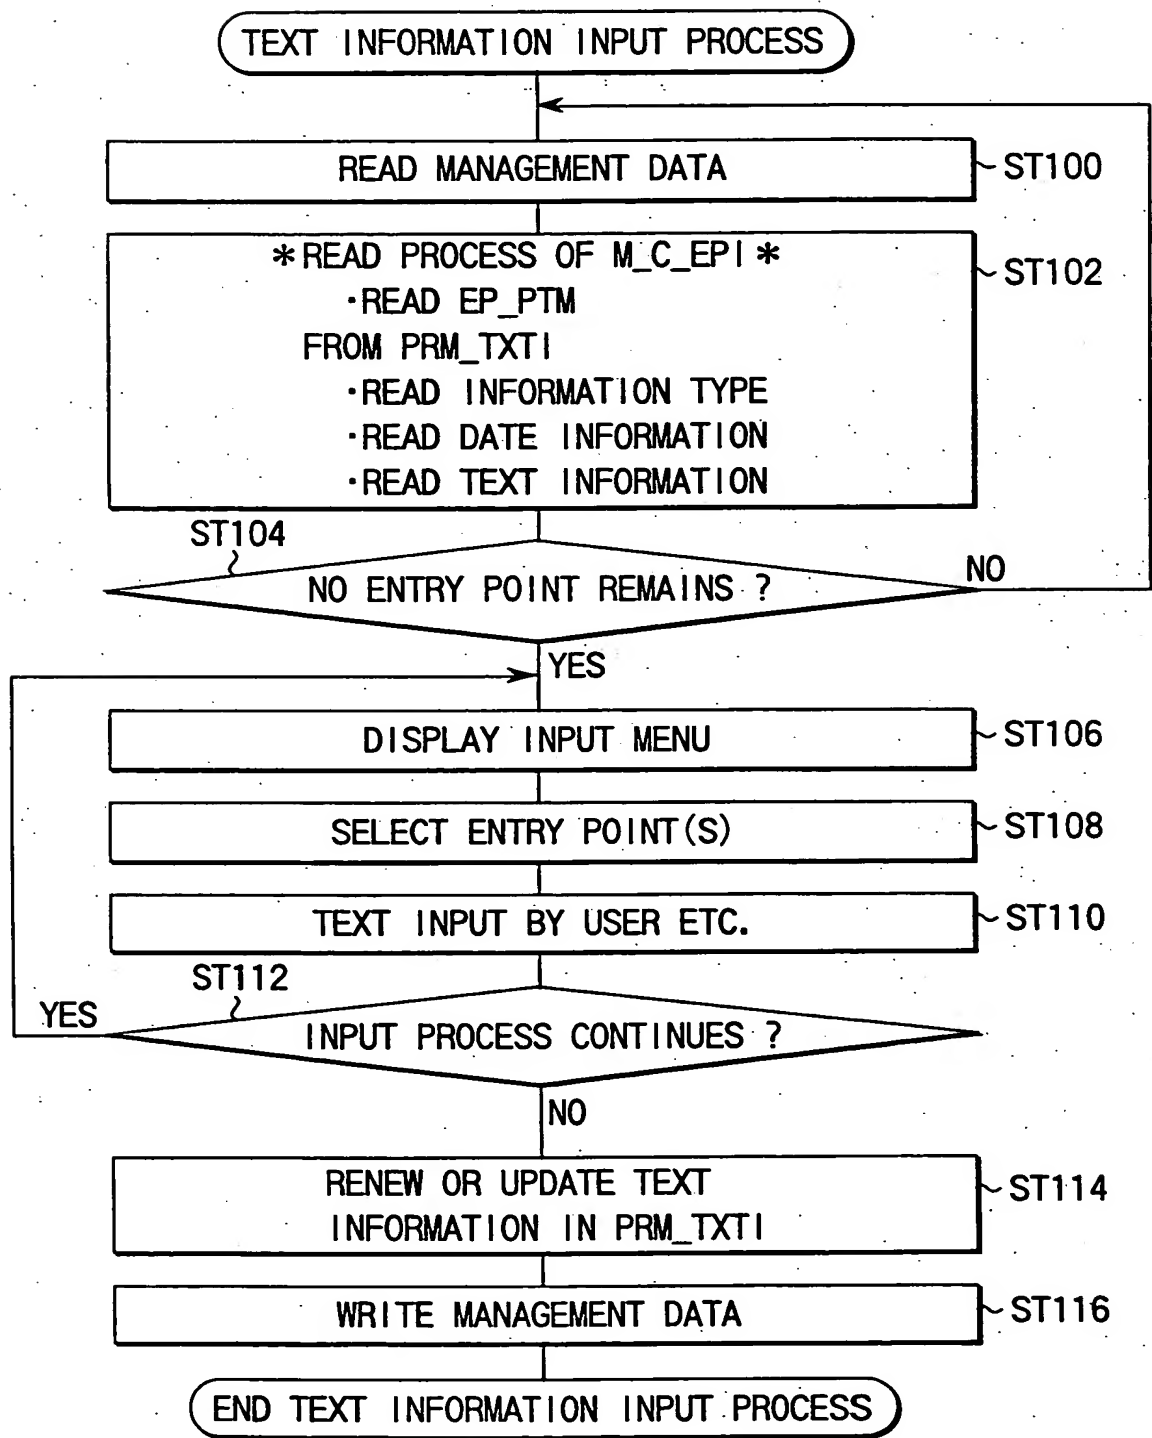 TEXT INFORMATION INPUT PROCESS
READ MANAGEMENT DATA
ST100
*READ PROCESS OF M_C_EPI*
·READ EP_PTM
FROM PRM_TXTI
·READ INFORMATION TYPE
·READ DATE INFORMATION
·READ TEXT INFORMATION
ST102
ST104
NO ENTRY POINT REMAINS ?
NO
YES
DISPLAY INPUT MENU
ST106
SELECT ENTRY POINT(S)
ST108
TEXT INPUT BY USER ETC.
ST110
ST112
YES
INPUT PROCESS CONTINUES ?
NO
RENEW OR UPDATE TEXT
INFORMATION IN PRM_TXTI
ST114
WRITE MANAGEMENT DATA
ST116
END TEXT INFORMATION INPUT PROCESS